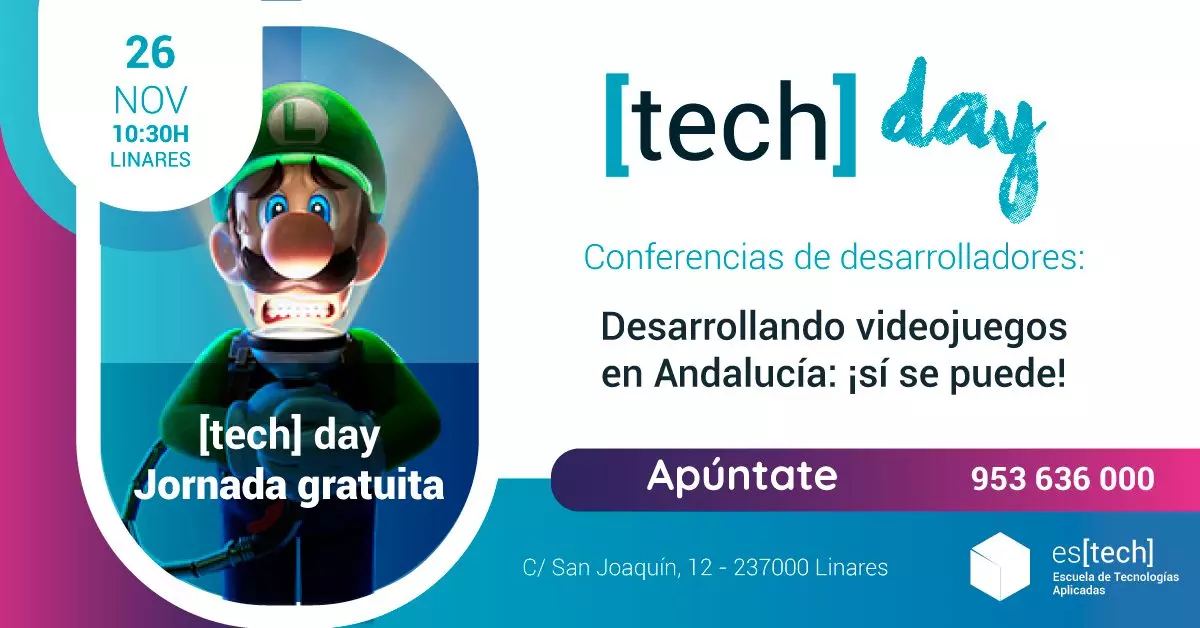 26
NOV
10:30H
LINARES
L
[tech] day
Jornada gratuita
[tech] day
Conferencias de desarrolladores:
Desarrollando videojuegos
en Andalucía: ¡sí se puede!
Apúntate 953 636 000
C/ San Joaquín, 12 - 237000 Linares
es[tech]
Escuela de Tecnologías
Aplicadas